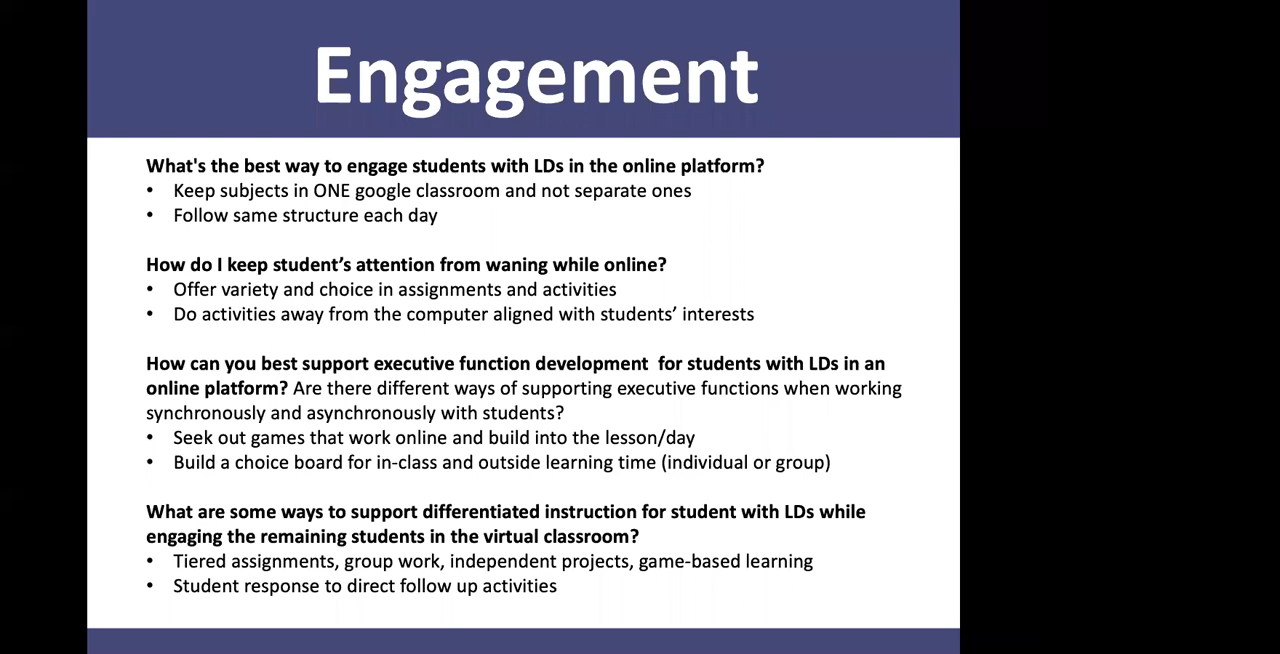 Engagement
What's the best way to engage students with LDs in the online platform?
• Keep subjects in ONE google classroom and not separate ones
• Follow same structure each day
How do I keep student’s attention from waning while online?
• Offer variety and choice in assignments and activities
• Do activities away from the computer aligned with students’ interests
How can you best support executive function development  for students with LDs in an
online platform? Are there different ways of supporting executive functions when working
synchronously and asynchronously with students?
• Seek out games that work online and build into the lesson/day
• Build a choice board for in-class and outside learning time (individual or group)
What are some ways to support differentiated instruction for student with LDs while
engaging the remaining students in the virtual classroom?
• Tiered assignments, group work, independent projects, game-based learning
• Student response to direct follow up activities